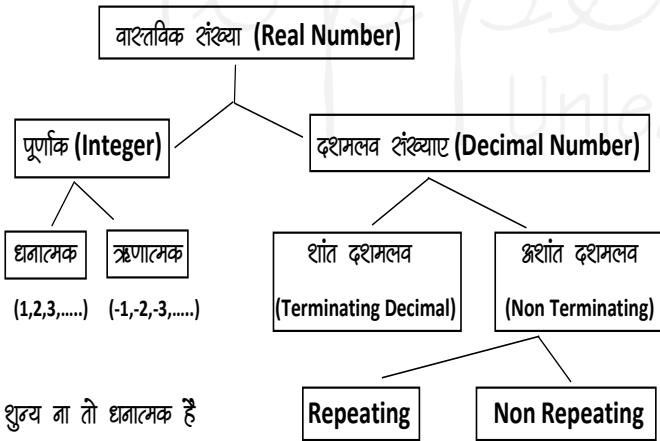 वास्तविक संख्या (Real Number)
पूर्णांक (Integer)
दशमलव संख्याए (Decimal Number)
धनात्मक
ऋणात्मक
शांत दशमलव
(Terminating Decimal)
अशांत दशमलव
(Non Terminating)
(1,2,3,.....)
(-1,-2,-3,.....)
शुन्य ना तो धनात्मक है
Repeating
Non Repeating